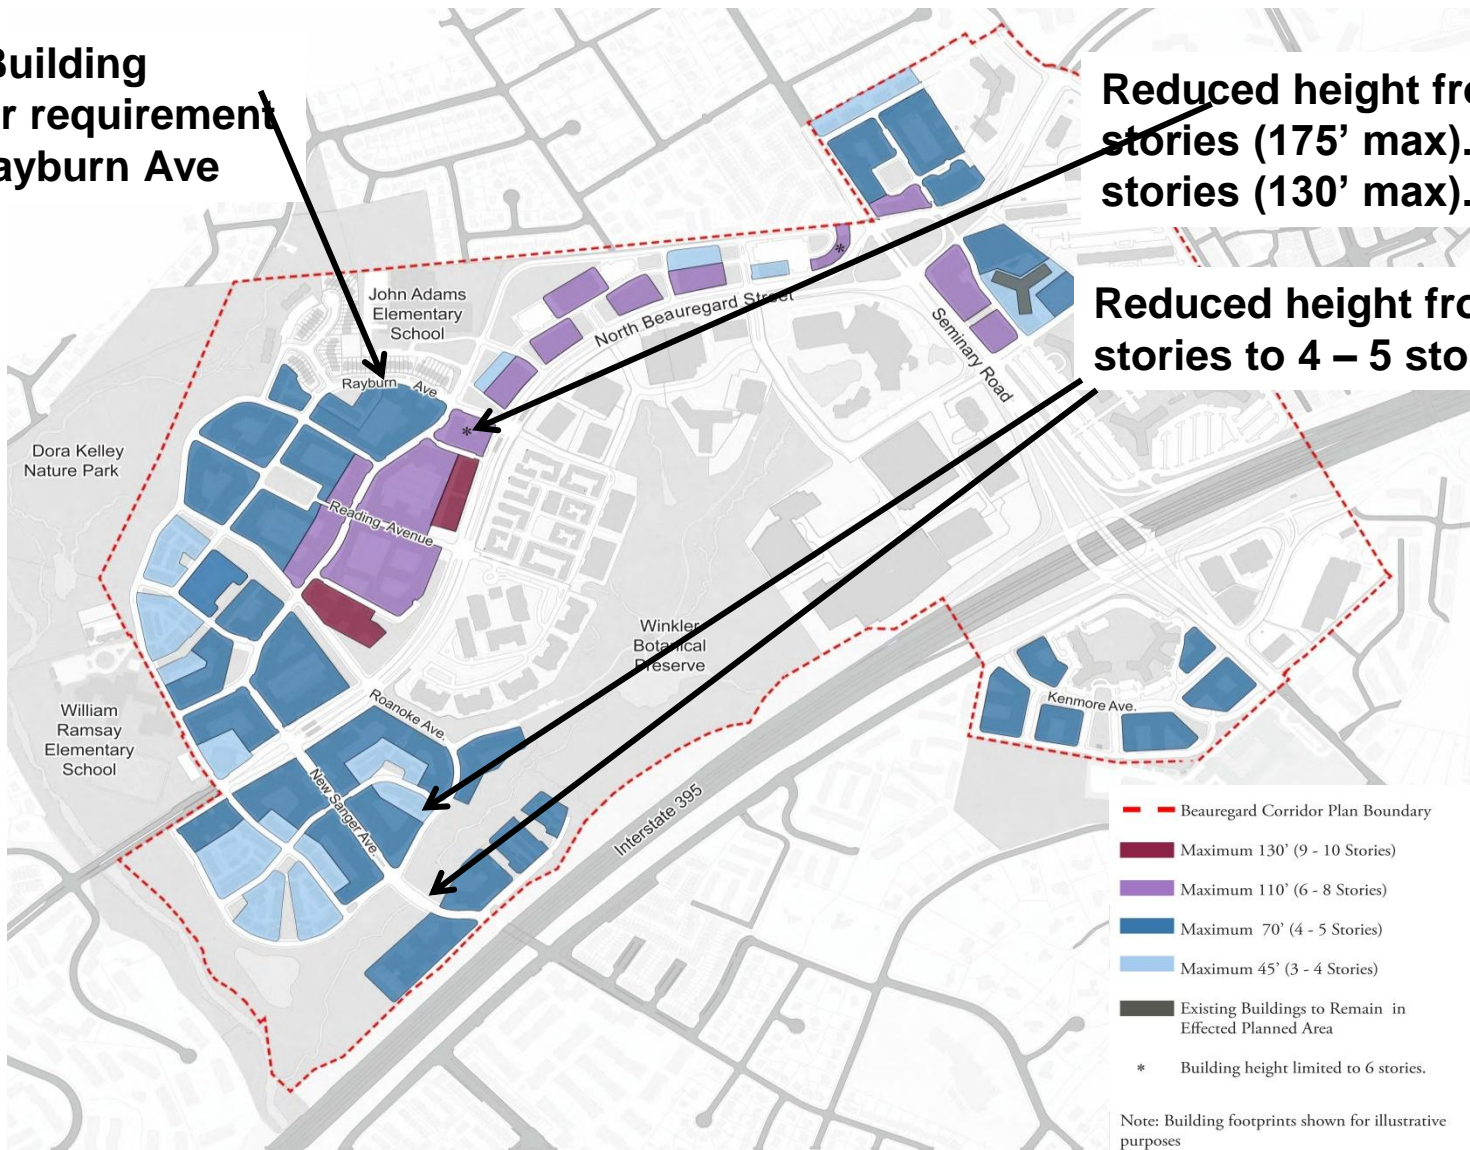 Building
r requirement
ayburn Ave
Reduced height fro
stories (175’ max).
stories (130’ max).
Reduced height fro
stories to 4 – 5 sto
John Adams
Elementary
School
North Beauregard Street
Seminary Road
Rayburn Ave
*
*
Dora Kelley
Nature Park
Reading Avenue
Winkler
Botanical
Preserve
Kenmore Ave.
Roanoke Ave.
William
Ramsay
Elementary
School
New Sanger Ave.
Interstate 395
Beauregard Corridor Plan Boundary
Maximum 130' (9 - 10 Stories)
Maximum 110' (6 - 8 Stories)
Maximum 70' (4 - 5 Stories)
Maximum 45' (3 - 4 Stories)
Existing Buildings to Remain in
Effected Planned Area
* Building height limited to 6 stories.
Note: Building footprints shown for illustrative
purposes